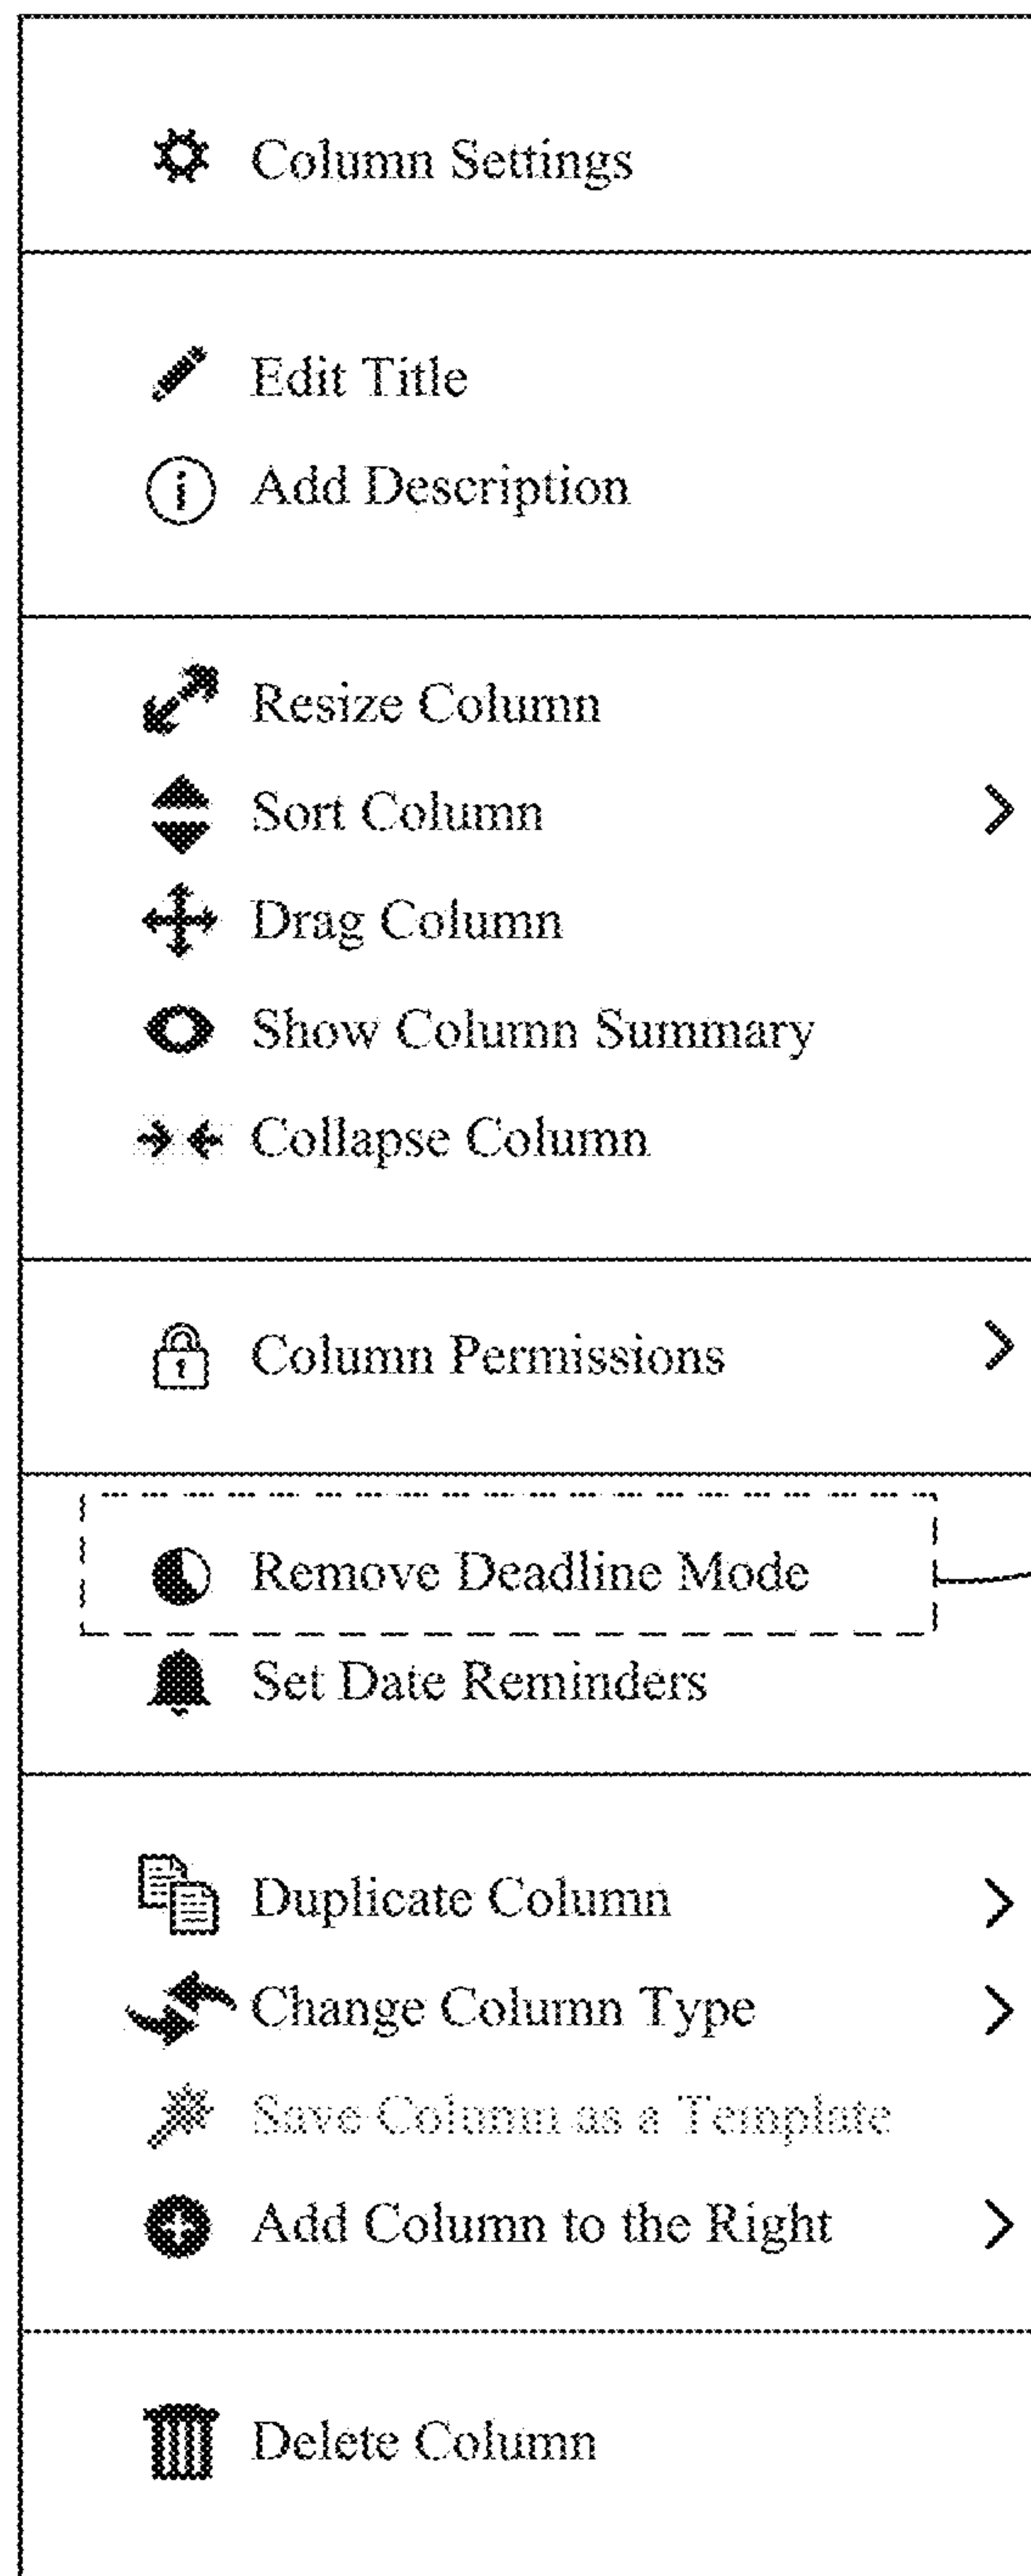 Column Settings
Edit Title
Add Description
Resize Column
Sort Column
Drag Column
Show Column Summary
Collapse Column
Column Permissions
Remove Deadline Mode
Set Date Reminders
Duplicate Column
Change Column Type
Save Column as a Template
Add Column to the Right
Delete Column